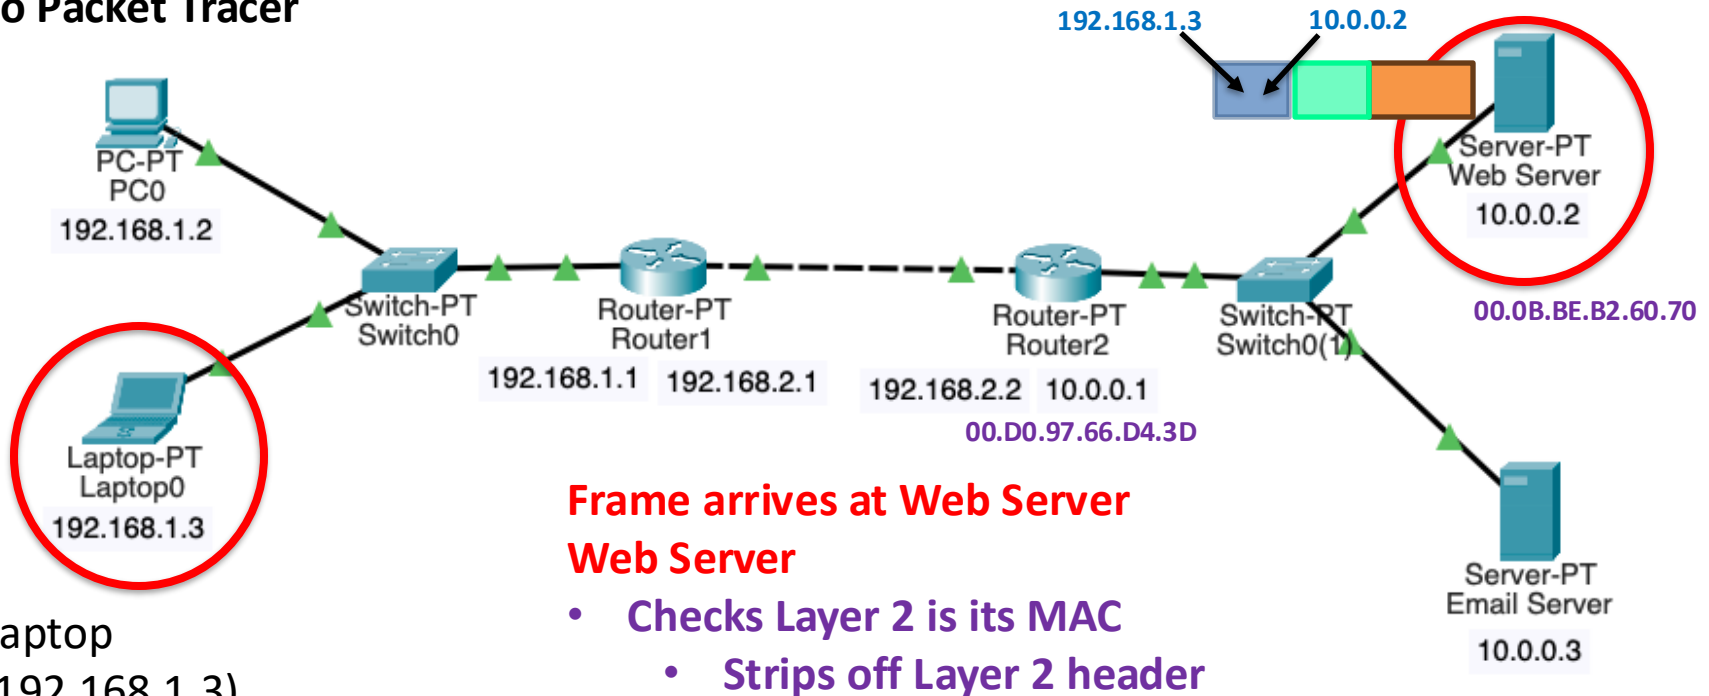 o Packet Tracer
192.168.1.3
10.0.0.2
PC-PT
PC0
192.168.1.2
Server-PT
Web Server
10.0.0.2
00.0B.BE.B2.60.70
Switch-PT
Switch0
Router-PT
Router1
192.168.1.1
192.168.2.1
Router-PT
Router2
192.168.2.2
10.0.0.1
00.D0.97.66.D4.3D
Switch-PT
Switch0(1)
Laptop-PT
Laptop0
192.168.1.3
Server-PT
Email Server
10.0.0.3
Frame arrives at Web Server
Web Server
• Checks Layer 2 is its MAC
• Strips off Layer 2 header
aptop
192.168.1.3)